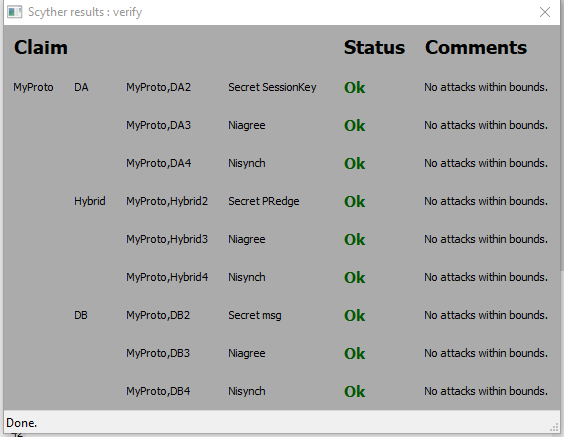 Scyther results : verify
Claim Status Comments
MyProto DA MyProto,DA2 Secret SessionKey Ok No attacks within bounds.
MyProto,DA3 Niagree Ok No attacks within bounds.
MyProto,DA4 Nisynch Ok No attacks within bounds.
Hybrid MyProto,Hybrid2 Secret PRedge Ok No attacks within bounds.
MyProto,Hybrid3 Niagree Ok No attacks within bounds.
MyProto,Hybrid4 Nisynch Ok No attacks within bounds.
DB MyProto,DB2 Secret msg Ok No attacks within bounds.
MyProto,DB3 Niagree Ok No attacks within bounds.
MyProto,DB4 Nisynch Ok No attacks within bounds.
Done.